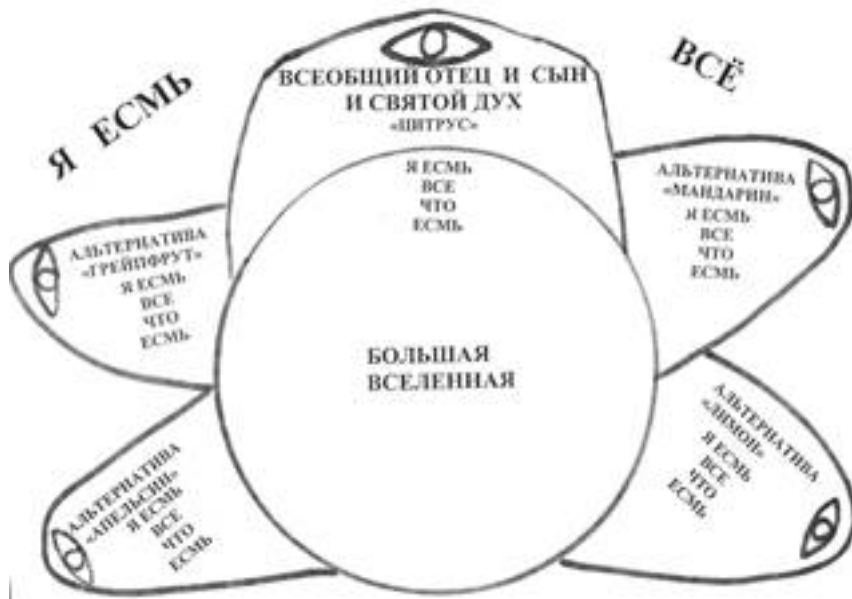 Я ЕСМЬ
ВСЁ
ВСЕОБЩИЙ ОТЕЦ И СЫН
И СВЯТОЙ ДУХ
«ЦИТРУС»
Я ЕСМЬ
ВСЕ
ЧТО
ЕСМЬ
АЛЬТЕРНАТИВА
«ГРЕЙПФРУТ»
Я ЕСМЬ
ВСЕ
ЧТО
ЕСМЬ
АЛЬТЕРНАТИВА
«МАНДАРИН»
Я ЕСМЬ
ВСЕ
ЧТО
ЕСМЬ
БОЛЬШАЯ
ВСЕЛЕННАЯ
АЛЬТЕРНАТИВА
«АПЕЛЬСИН»
Я ЕСМЬ
ВСЕ
ЧТО
ЕСМЬ
АЛЬТЕРНАТИВА
«ЛИМОН»
Я ЕСМЬ
ВСЕ
ЧТО
ЕСМЬ